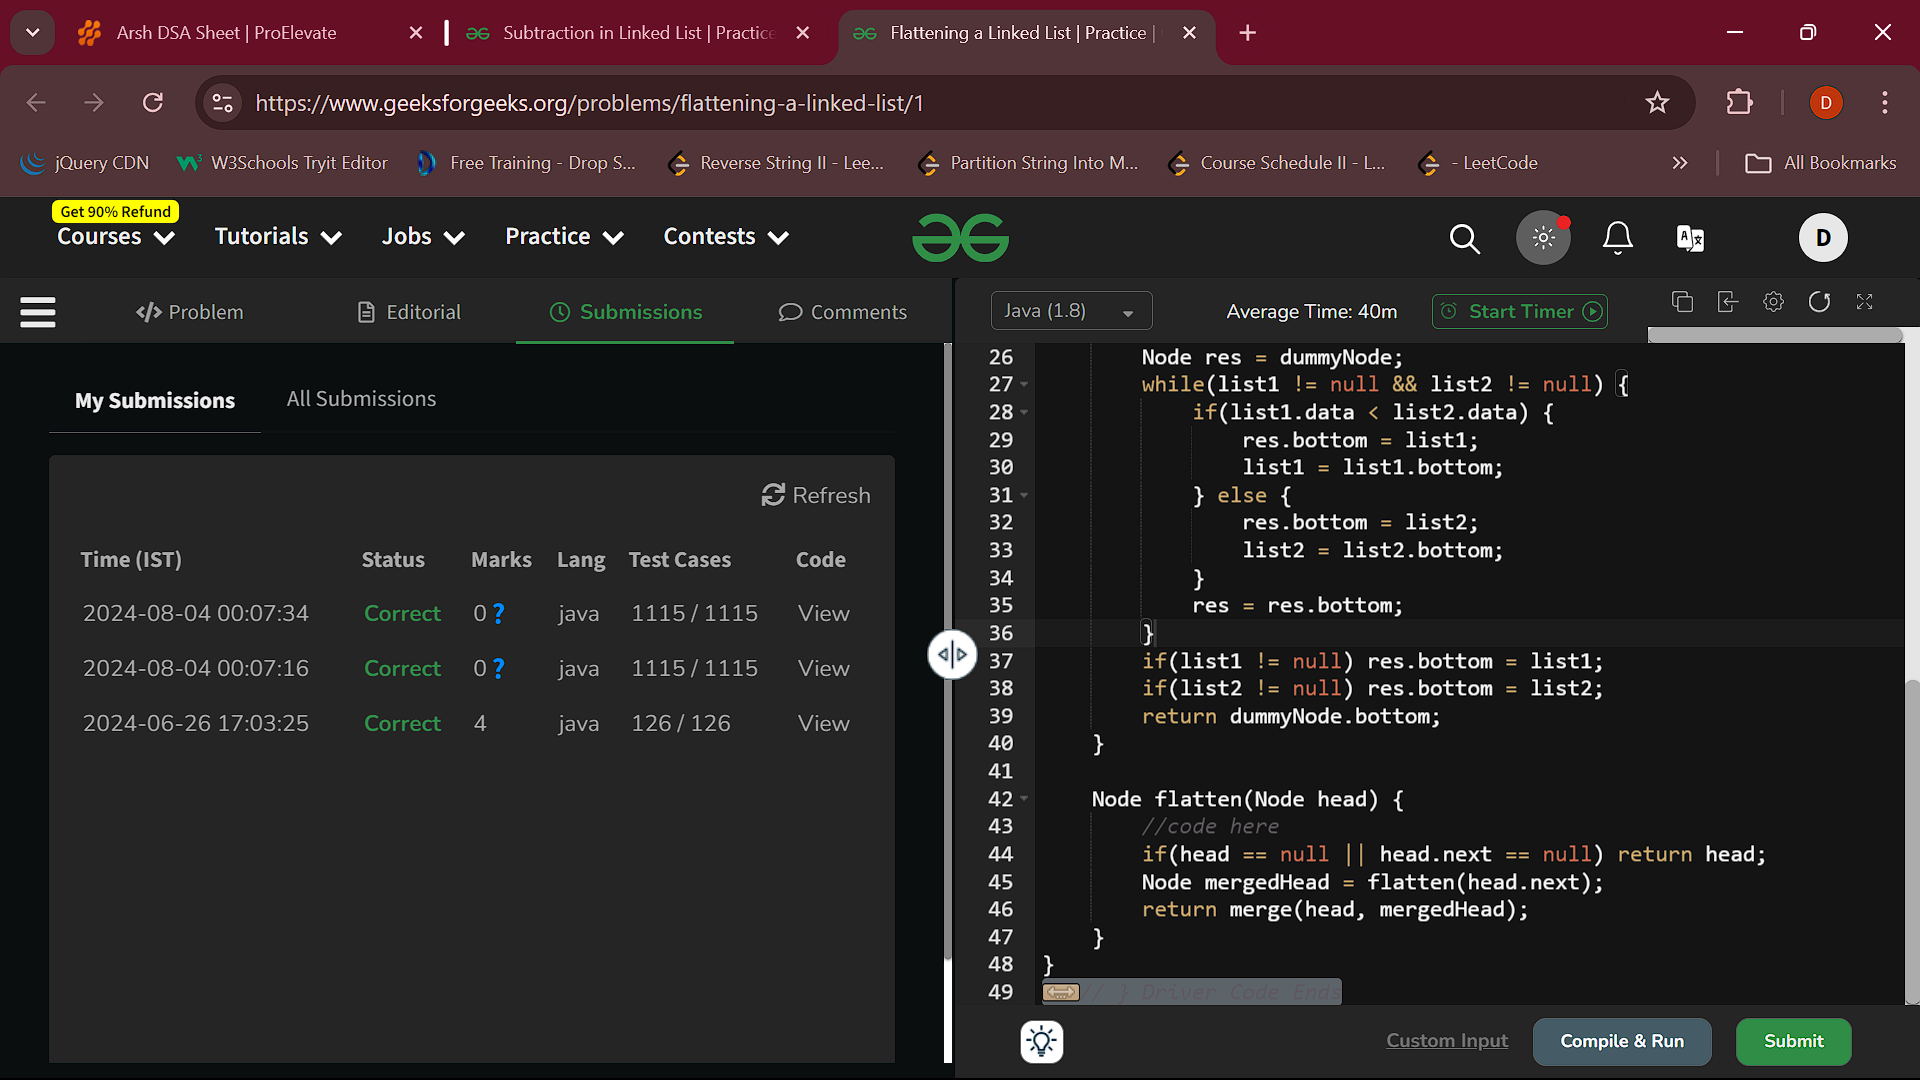 Arsh DSA Sheet | ProElevate
Subtraction in Linked List | Practice
Flattening a Linked List | Practice |
https://www.geeksforgeeks.org/problems/flattening-a-linked-list/1
D
jQuery CDN
W3Schools Tryit Editor
Free Training - Drop S...
Reverse String II - Lee...
Partition String Into M...
Course Schedule II - L...
- LeetCode
All Bookmarks
Get 90% Refund
Courses
Tutorials
Jobs
Practice
Contests
D
Problem
Editorial
Submissions
Comments
My Submissions
All Submissions
Refresh
Time (IST) Status Marks Lang Test Cases Code
2024-08-04 00:07:34 Correct 0 ? java 1115 / 1115 View
2024-08-04 00:07:16 Correct 0 ? java 1115 / 1115 View
2024-06-26 17:03:25 Correct 4 java 126 / 126 View
Java (1.8)
Average Time: 40m
Start Timer
26 Node res = dummyNode;
27 while(list1 != null && list2 != null) {
28 if(list1.data < list2.data) {
29 res.bottom = list1;
30 list1 = list1.bottom;
31 } else {
32 res.bottom = list2;
33 list2 = list2.bottom;
34 }
35 res = res.bottom;
36 }
37 if(list1 != null) res.bottom = list1;
38 if(list2 != null) res.bottom = list2;
39 return dummyNode.bottom;
40 }
41
42 Node flatten(Node head) {
43 //code here
44 if(head == null || head.next == null) return head;
45 Node mergedHead = flatten(head.next);
46 return merge(head, mergedHead);
47 }
48 }
49 // } Driver Code Ends
Custom Input
Compile & Run
Submit